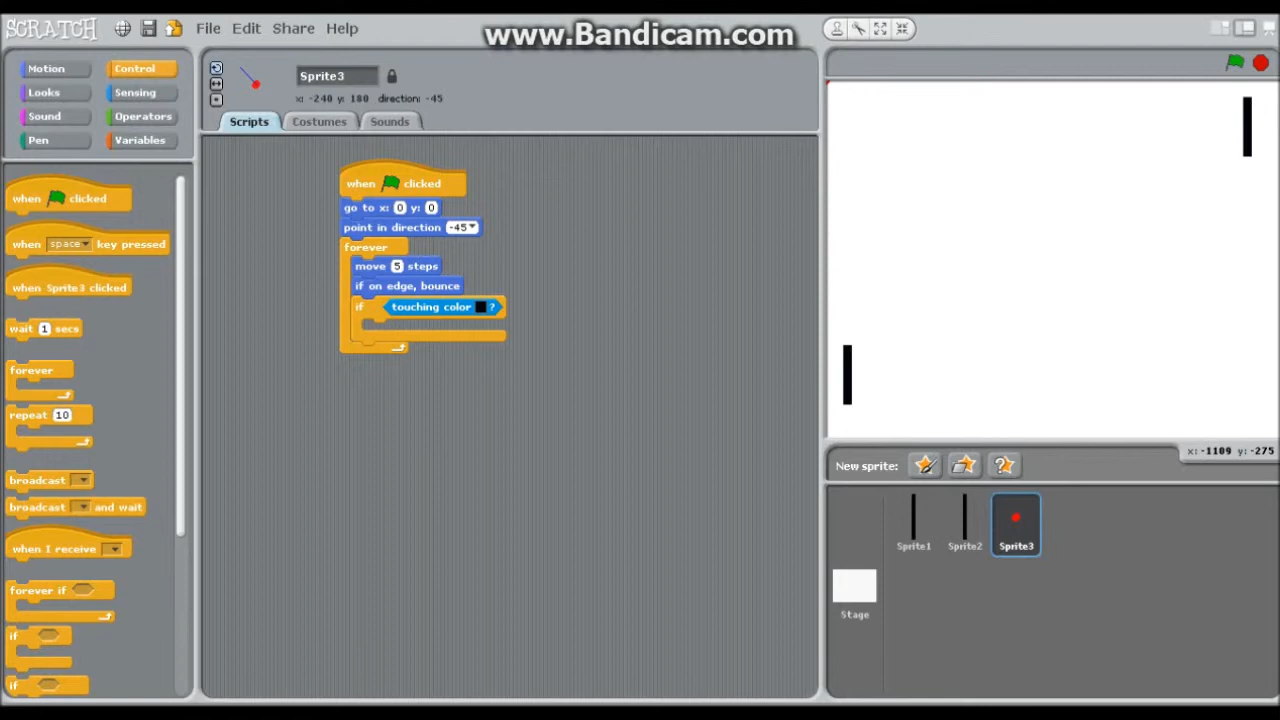 www.Bandicam.com
SCRATCH File Edit Share Help
Motion Control
Looks Sensing
Sound Operators
Pen Variables
Sprite3
x: -240 y: 180 direction: -45
Scripts Costumes Sounds
when clicked
when space key pressed
when Sprite3 clicked
wait 1 secs
forever
repeat 10
broadcast
broadcast and wait
when I receive
forever if
if
if
when clicked
go to x: 0 y: 0
point in direction -45
forever
move 5 steps
if on edge, bounce
if touching color ?
x: -1109 y: -275
New sprite:
Sprite1 Sprite2 Sprite3
Stage